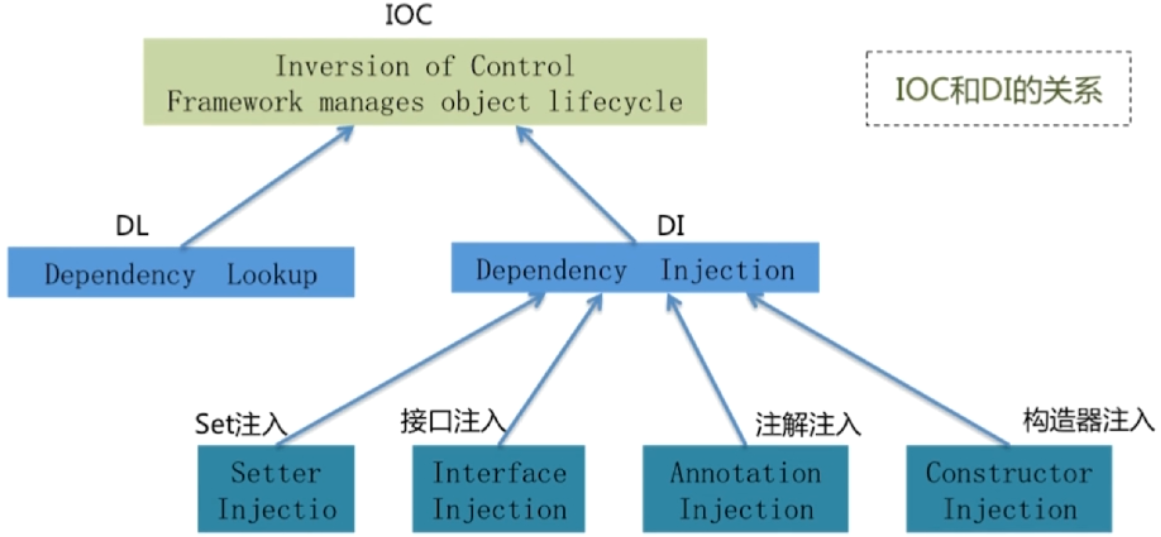 IOC
Inversion of Control
Framework manages object lifecycle
IOC和DI的关系
DL
Dependency Lookup
DI
Dependency Injection
Set注入
Setter
Injectio
接口注入
Interface
Injection
注解注入
Annotation
Injection
构造器注入
Constructor
Injection